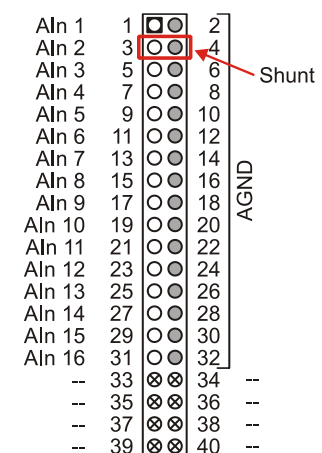 AIn 1 1 2
AIn 2 3 4
AIn 3 5 6
Shunt
AIn 4 7 8
AIn 5 9 10
AIn 6 11 12
AIn 7 13 14
AIn 8 15 16
AIn 9 17 18
AGND
AIn 10 19 20
AIn 11 21 22
AIn 12 23 24
AIn 13 25 26
AIn 14 27 28
AIn 15 29 30
AIn 16 31 32
-- 33 34 --
-- 35 36 --
-- 37 38 --
-- 39 40 --